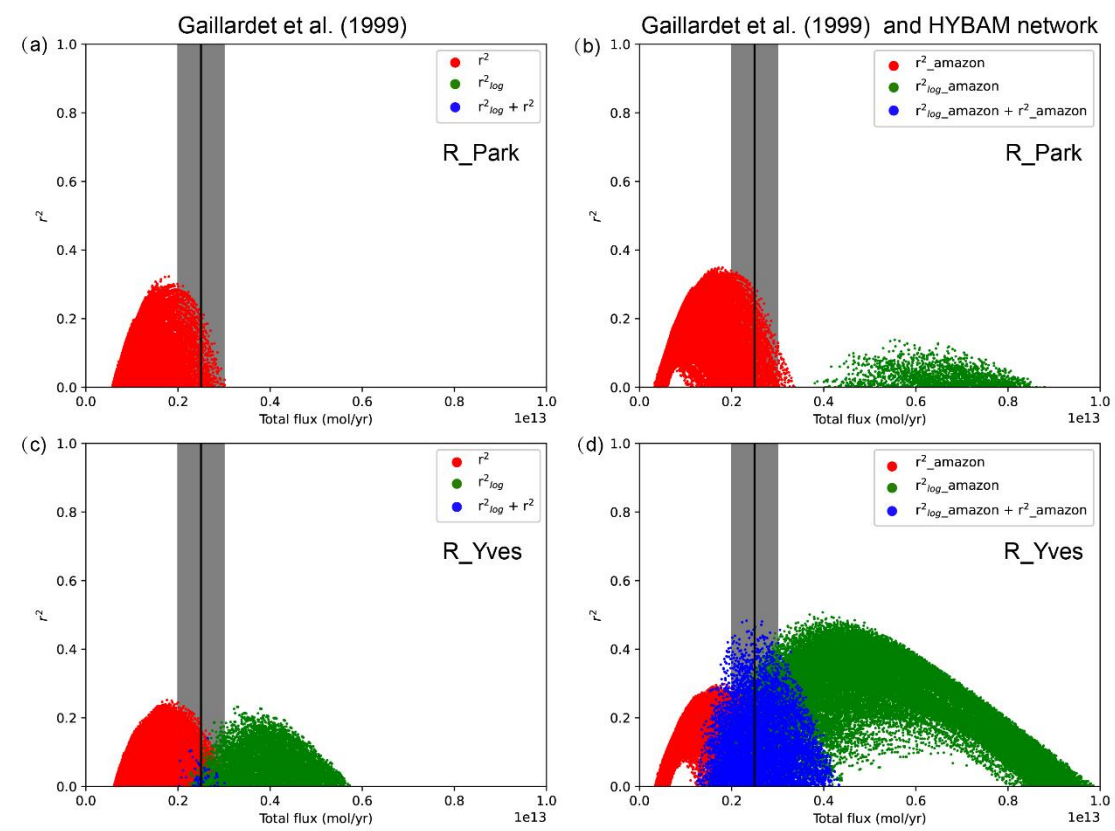 Gaillardet et al. (1999)
Gaillardet et al. (1999) and HYBAM network
(a)
1.0
0.8
0.6
0.4
0.2
0.0
r²
r²
r²log
r²log + r²
R_Park
0.0 0.2 0.4 0.6 0.8 1.0
Total flux (mol/yr)
1e13
(b)
1.0
0.8
0.6
0.4
0.2
0.0
r²
r²_amazon
r²log_amazon
r²log_amazon + r²_amazon
R_Park
0.0 0.2 0.4 0.6 0.8 1.0
Total flux (mol/yr)
1e13
(c)
1.0
0.8
0.6
0.4
0.2
0.0
r²
r²
r²log
r²log + r²
R_Yves
0.0 0.2 0.4 0.6 0.8 1.0
Total flux (mol/yr)
1e13
(d)
1.0
0.8
0.6
0.4
0.2
0.0
r²
r²_amazon
r²log_amazon
r²log_amazon + r²_amazon
R_Yves
0.0 0.2 0.4 0.6 0.8 1.0
Total flux (mol/yr)
1e13